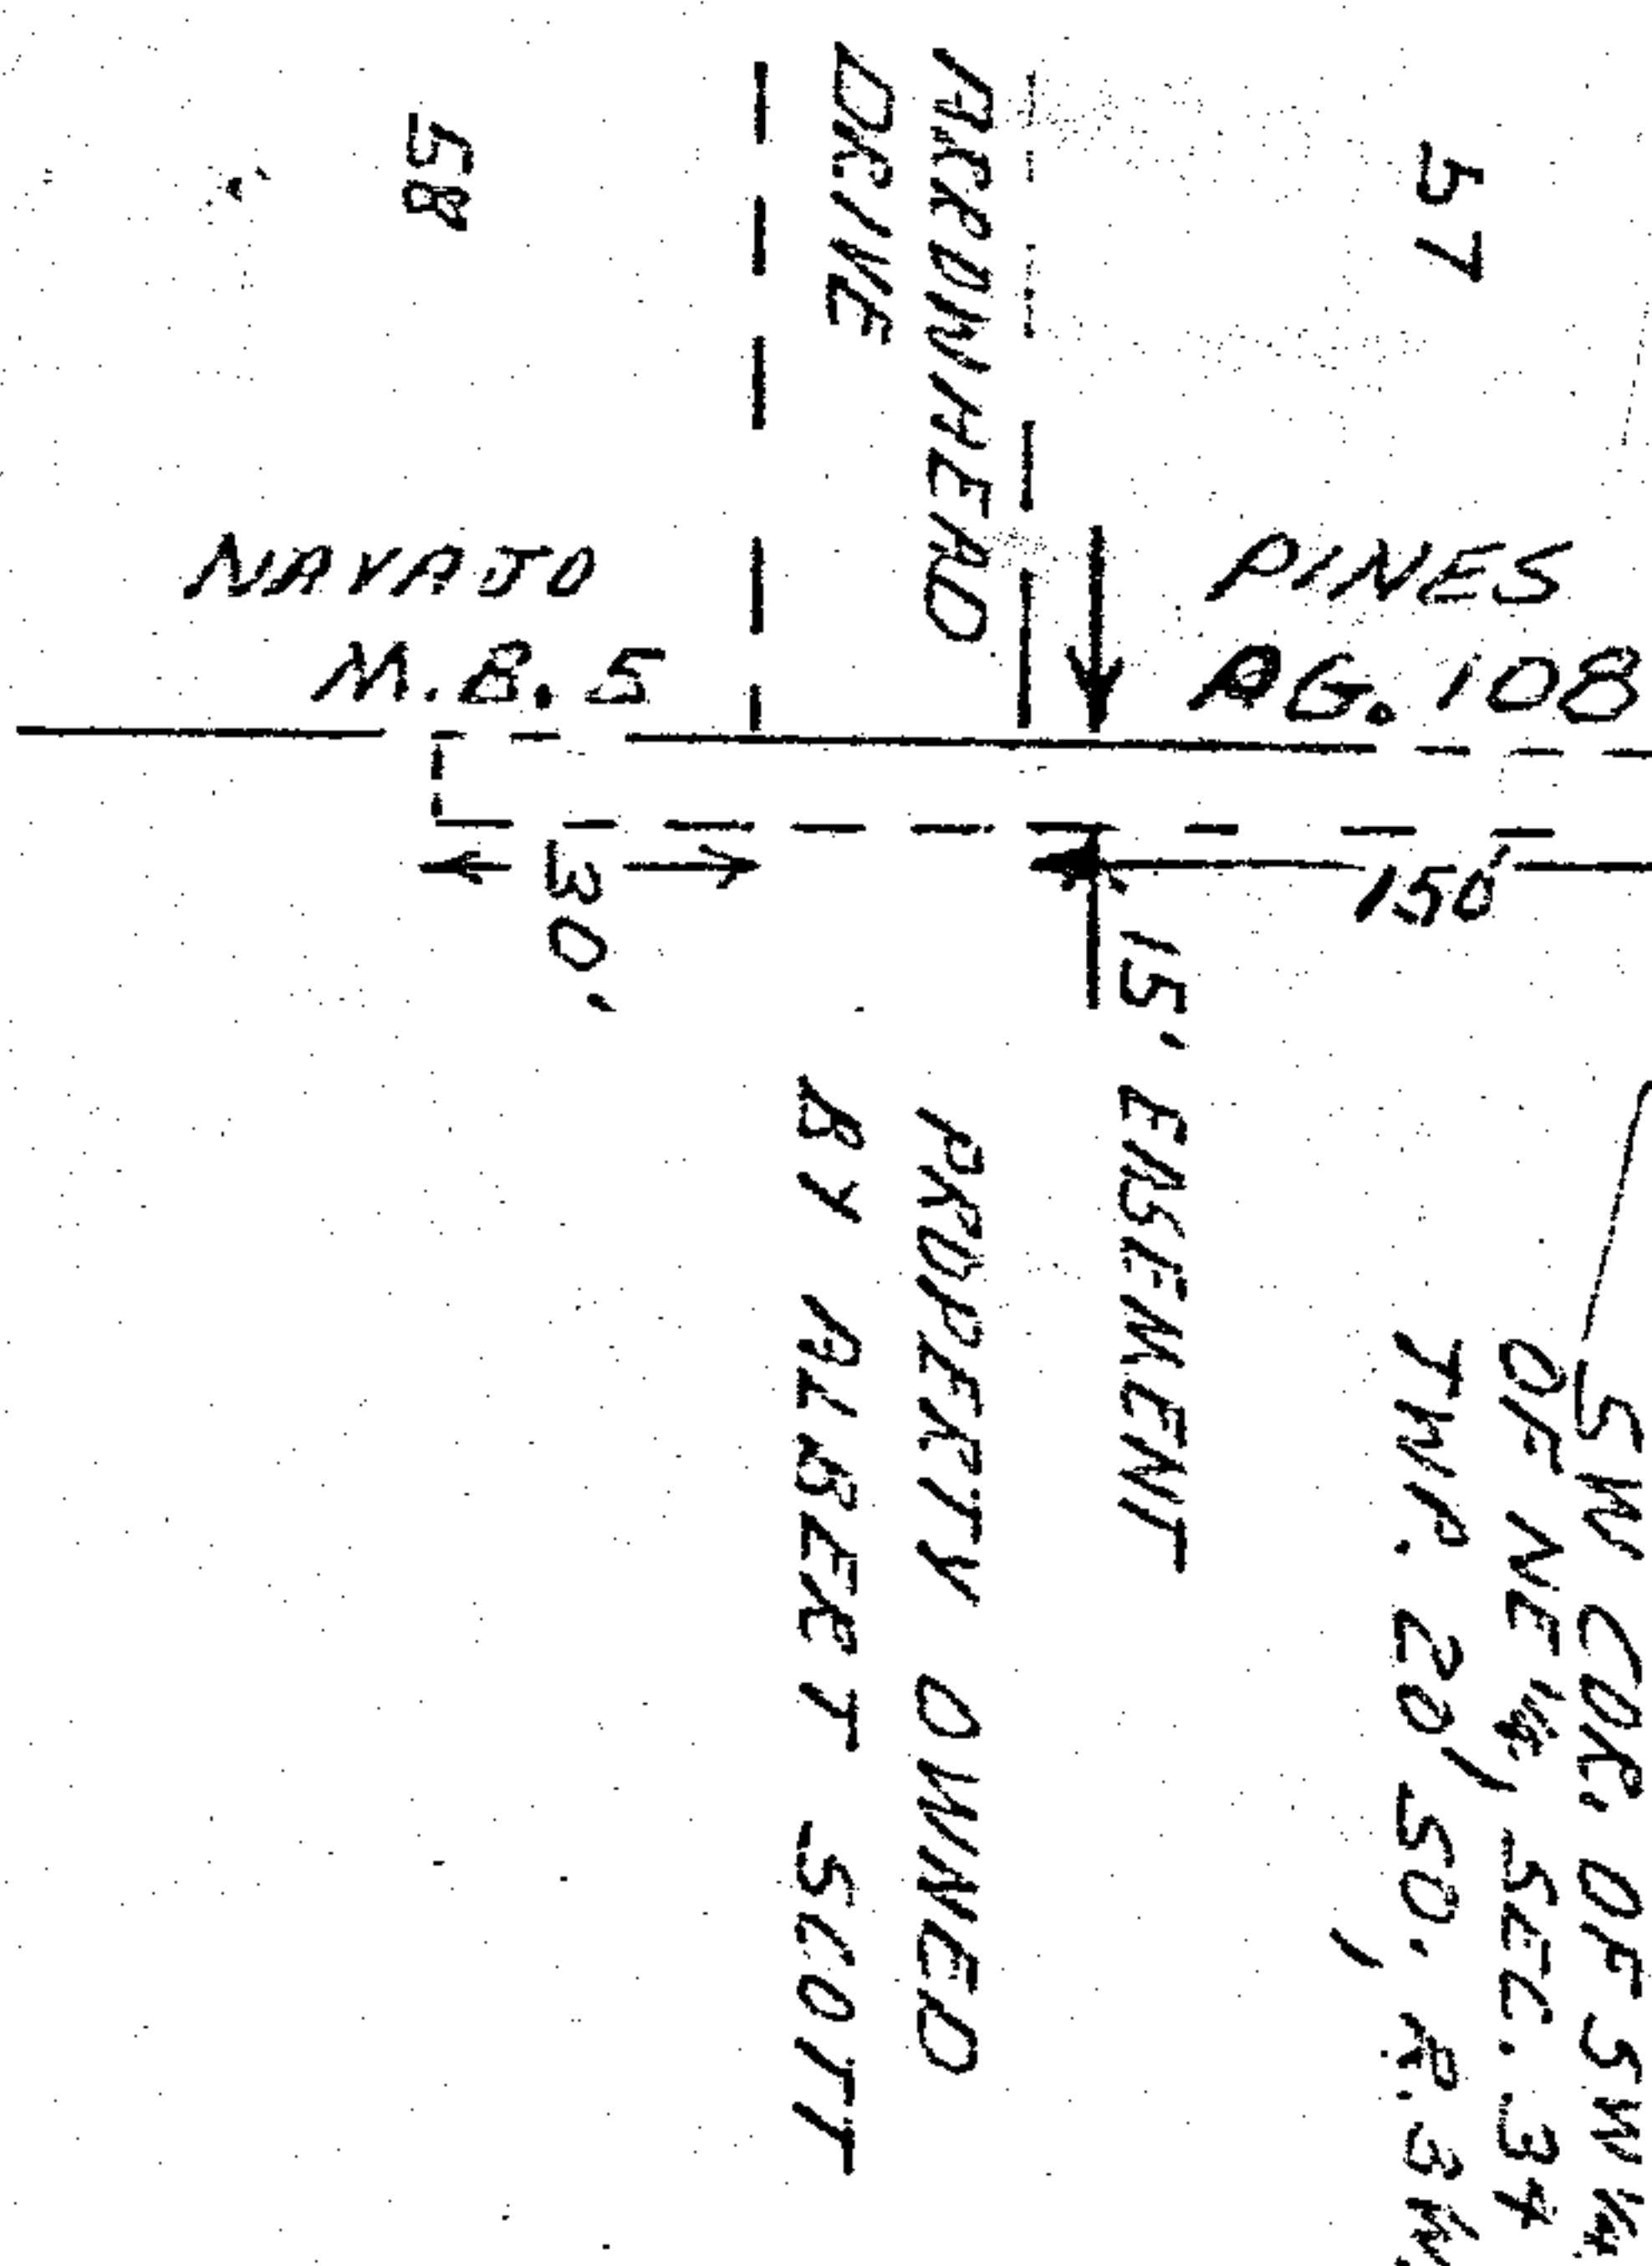 58
ARROWHEAD
DRIVE
57
NAVAJO PINES
M.B. 5 PG. 108
30'
150'
15' EASEMENT
PROPERTY OWNED
BY ALBERT SCOTT
SW COR. OF SW 1/4
OF NE 1/4, SEC. 34
TWP. 20, SO. R. 3W.